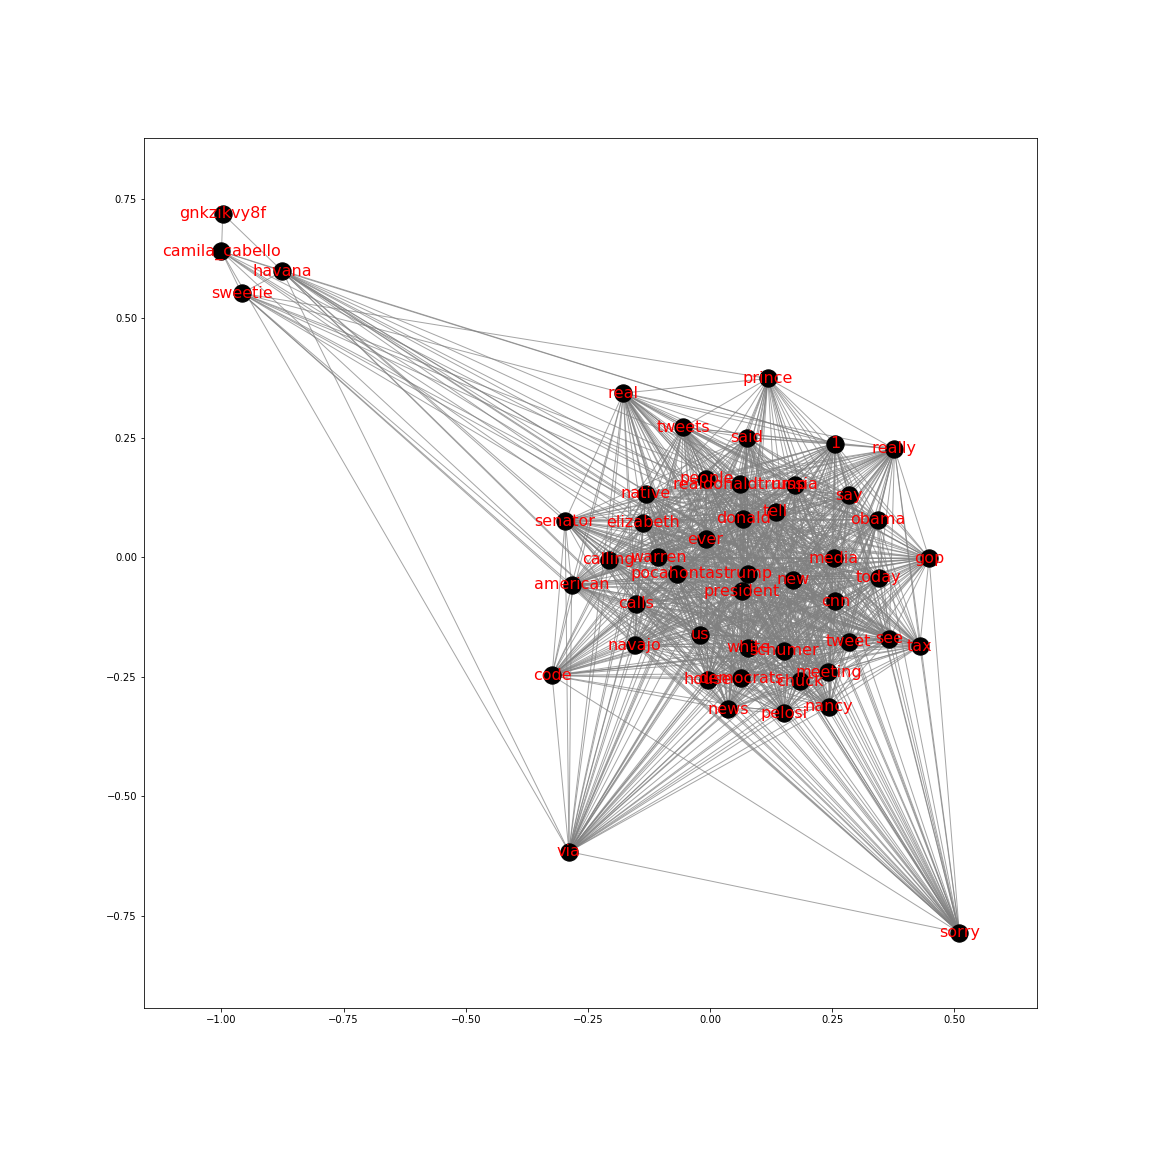 0.75
gnkzikvy8f
camila_cabello
havana
sweetie
0.50
prince
real
tweets
0.25
said
1
really
people
realdonaldtrump
native
say
tell
senator
elizabeth
donald
obama
ever
0.00
calling
warren
media
gop
american
pocahontas
trump
new
today
president
calls
cnn
us
navajo
white
schumer
tweet
see
tax
−0.25
code
house
democrats
chuck
meeting
news
pelosi
nancy
−0.50
via
−0.75
sorry
−1.00 −0.75 −0.50 −0.25 0.00 0.25 0.50